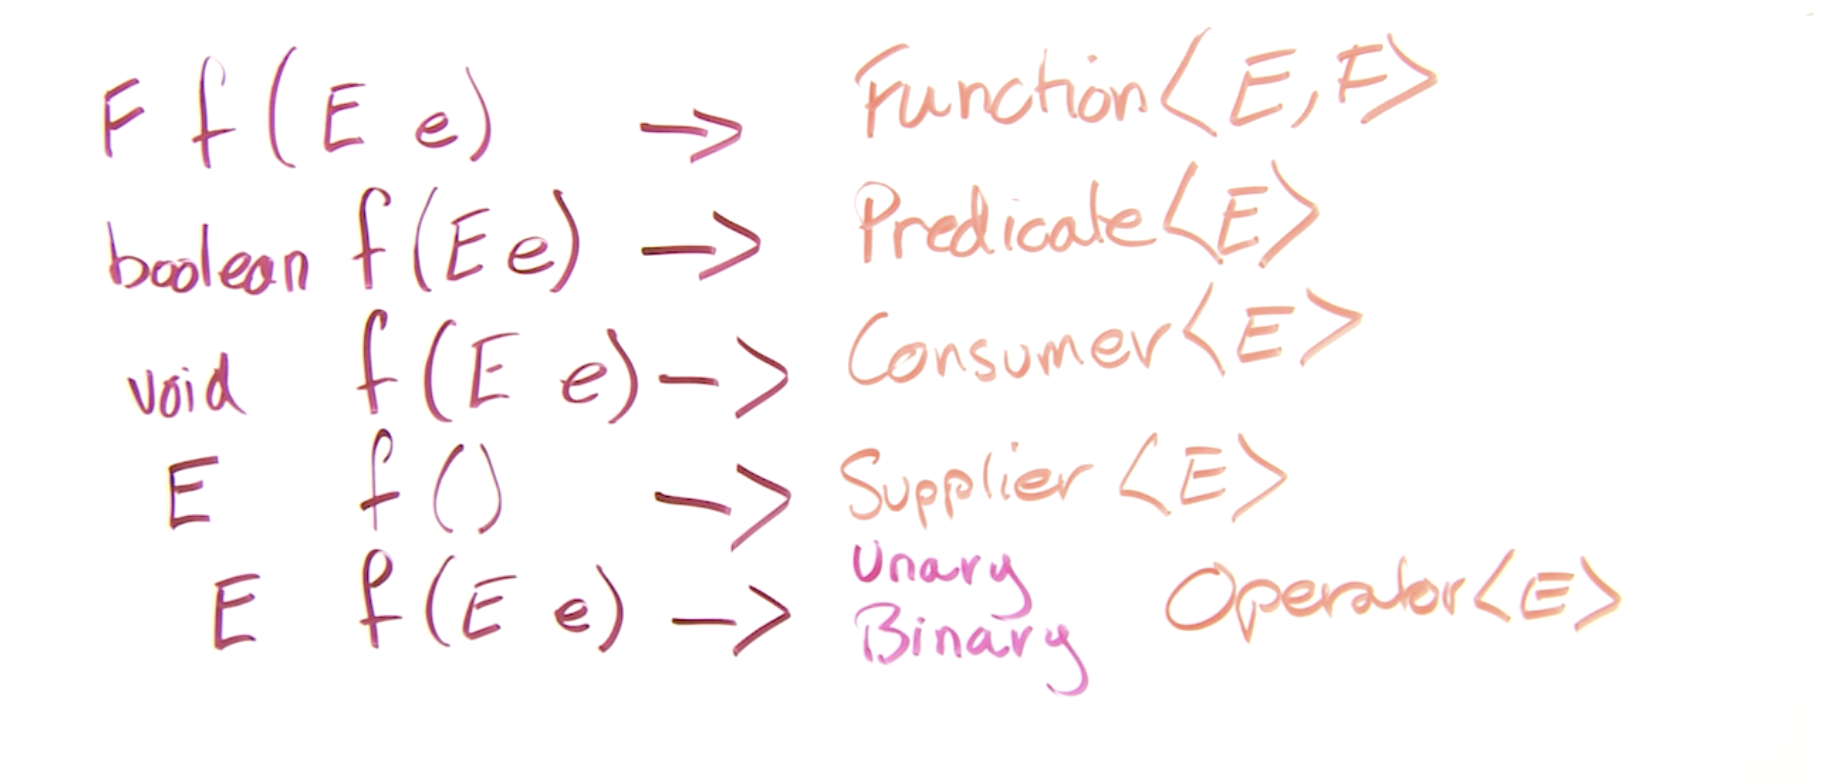 F f(E e) -> Function<E, F>
boolean f(E e) -> Predicate<E>
void f(E e) -> Consumer<E>
E f() -> Supplier<E>
E f(E e) -> Unary Operator<E>
Binary